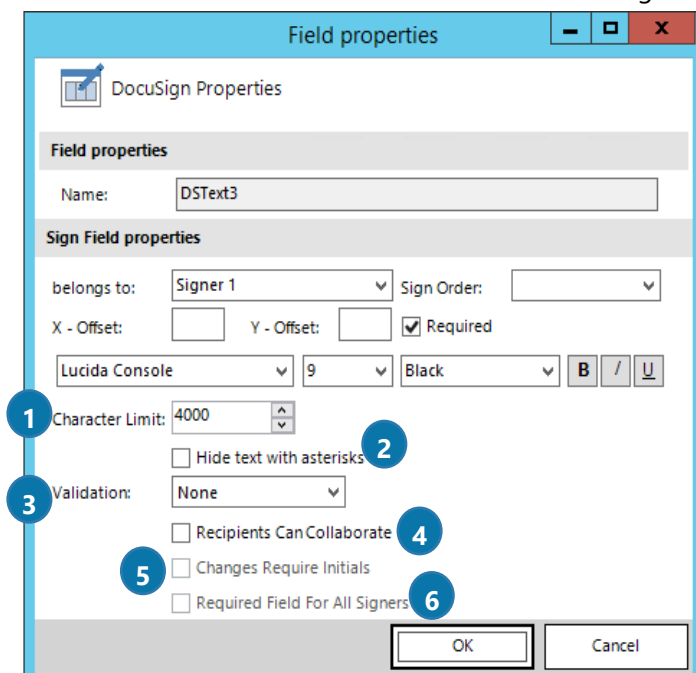 Field properties
x
DocuSign Properties
Field properties
Name: DSText3
Sign Field properties
belongs to: Signer 1 Sign Order:
X - Offset: Y - Offset: Required
Lucida Console 9 Black B / U
1 Character Limit: 4000
Hide text with asterisks 2
3 Validation: None
Recipients Can Collaborate 4
5 Changes Require Initials
Required Field For All Signers 6
OK Cancel